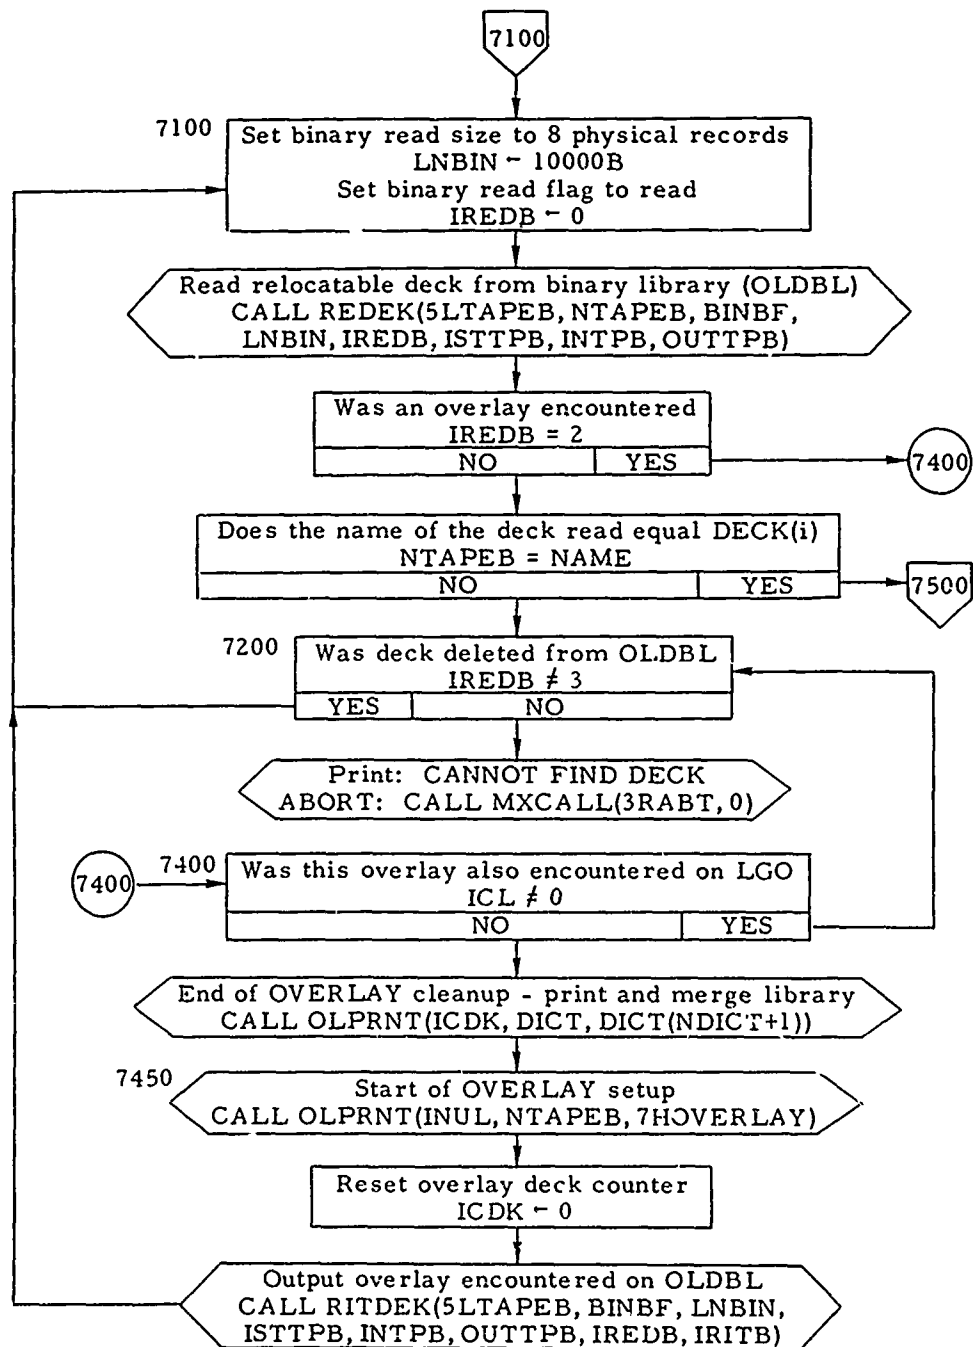 7100
7100
Set binary read size to 8 physical records
LNBIN ← 10000B
Set binary read flag to read
IREDB ← 0
Read relocatable deck from binary library (OLDBL)
CALL REDEK(5LTAPEB, NTAPEB, BINBF,
LNBIN, IREDB, ISTTPB, INTPB, OUTTPB)
Was an overlay encountered
IREDB = 2
NO YES
7400
Does the name of the deck read equal DECK(i)
NTAPEB = NAME
NO YES
7500
7200
Was deck deleted from OLDBL
IREDB ≠ 3
YES NO
Print: CANNOT FIND DECK
ABORT: CALL MXCALL(3RABT, 0)
7400
7400
Was this overlay also encountered on LGO
ICL ≠ 0
NO YES
End of OVERLAY cleanup - print and merge library
CALL OLPRNT(ICDK, DICT, DICT(NDICT+1))
7450
Start of OVERLAY setup
CALL OLPRNT(INUL, NTAPEB, 7HOVERLAY)
Reset overlay deck counter
ICDK ← 0
Output overlay encountered on OLDBL
CALL RITDEK(5LTAPEB, BINBF, LNBIN,
ISTTPB, INTPB, OUTTPB, IREDB, IRITB)